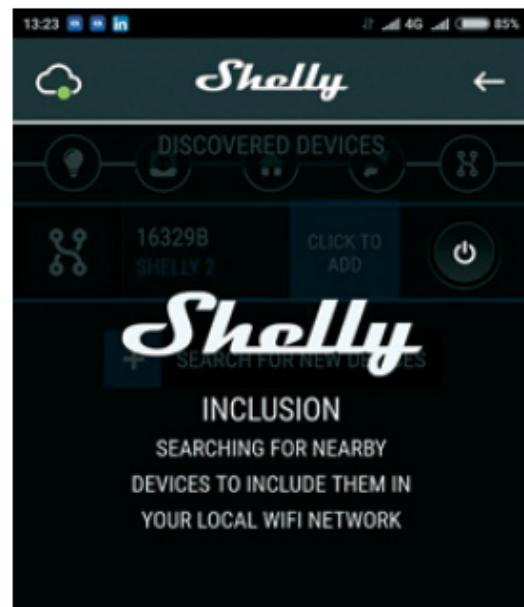 13:23 in 4G 85%
Shelly
DISCOVERED DEVICES
16329B
SHELLY 2
CLICK TO
ADD
Shelly
+ SEARCH FOR NEW DEVICES
INCLUSION
SEARCHING FOR NEARBY
DEVICES TO INCLUDE THEM IN
YOUR LOCAL WIFI NETWORK